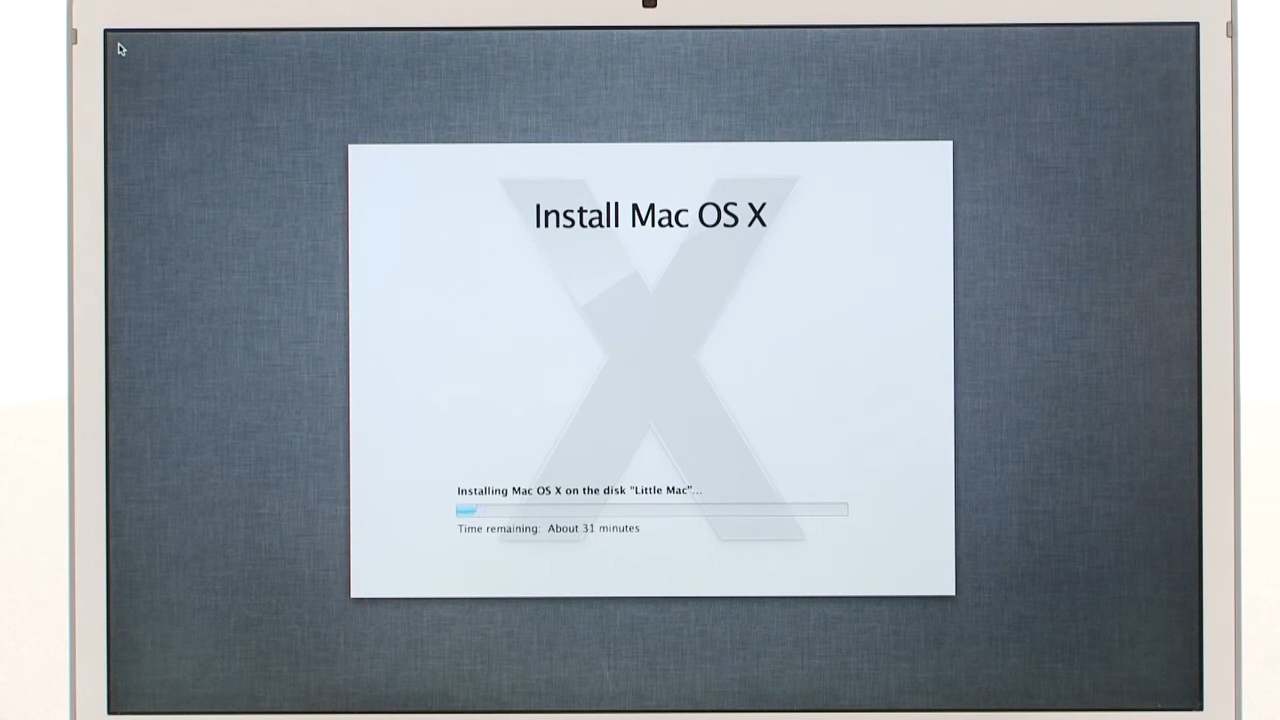 Install Mac OS X
Installing Mac OS X on the disk "Little Mac"...
Time remaining: About 31 minutes